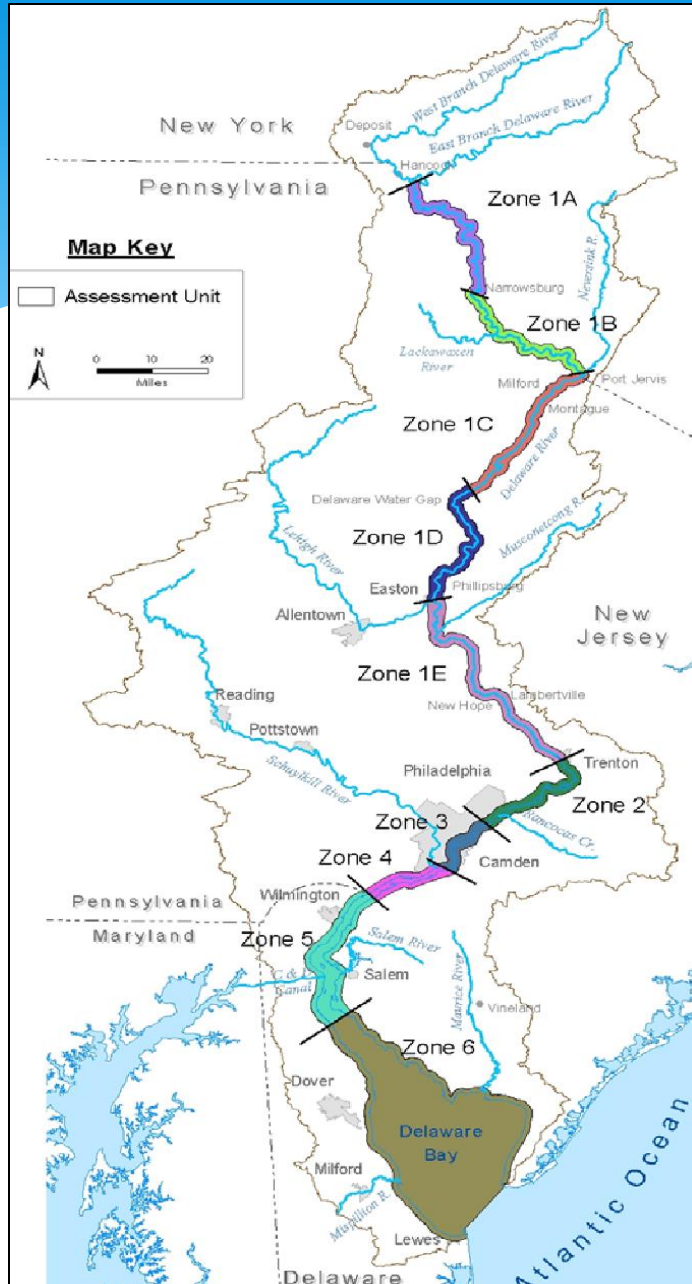 West Branch Delaware River
Deposit
New York
East Branch Delaware River
Hancock
Pennsylvania
Zone 1A
Map Key
Neversink R.
Assessment Unit
Narrowsburg
Zone 1B
N
0 10 20
Miles
Lackawaxen
River
Milford
Port Jervis
Montague
Zone 1C
Delaware River
Delaware Water Gap
Musconetcong R.
Lehigh River
Zone 1D
Easton
Phillipsburg
Allentown
New
Jersey
Zone 1E
Reading
Lambertville
New Hope
Pottstown
Trenton
Schuylkill River
Philadelphia
Zone 2
Zone 3
Rancocas Cr.
Zone 4
Camden
Wilmington
Pennsylvania
Maryland
Zone 5
Salem River
C & D
Canal
Salem
Maurice River
Vineland
Zone 6
Dover
Delaware
Bay
Milford
Mispillion R.
Lewes
Atlantic Ocean
Delaware